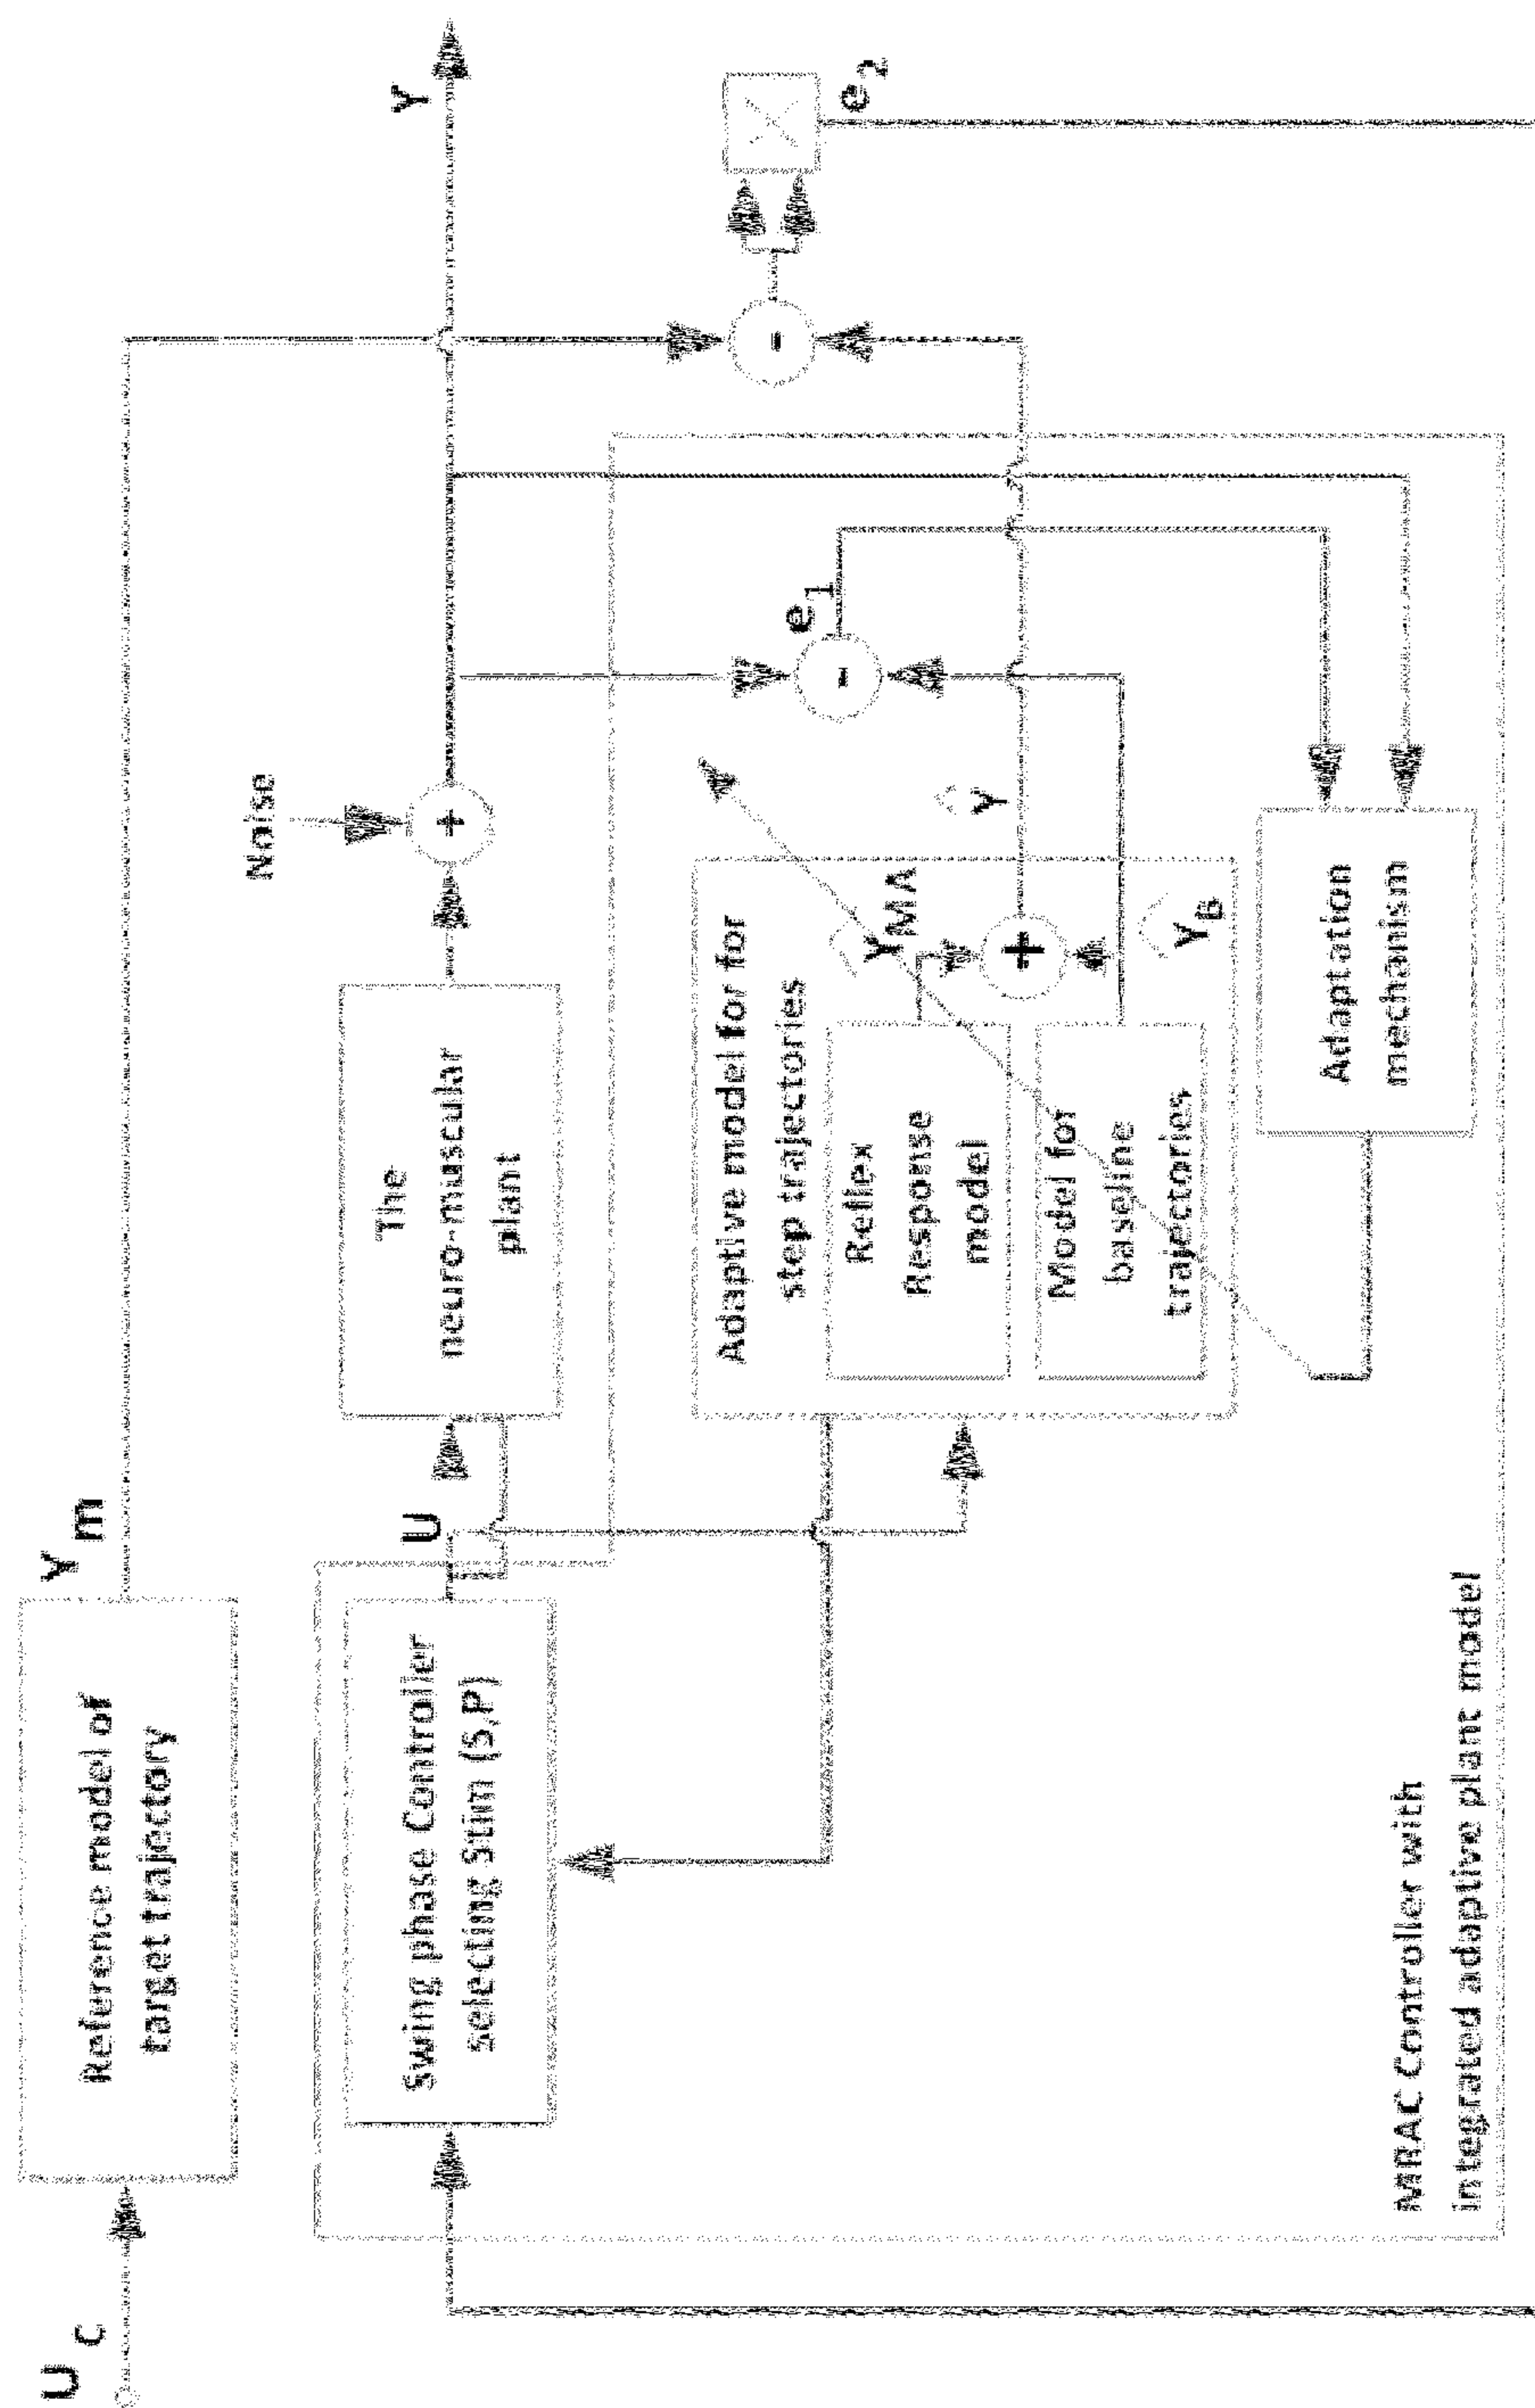 U c
Reference model of
target trajectory
Y m
Noise
Y
Swing phase Controller
selecting Stim (S,P)
U
The
neuro-muscular
plant
Adaptive model for for
step trajectories
Reflex
Response
model
Model for
baseline
trajectories
^Y MA
+
^Y B
^Y
+
e 1
-
-
X
e 2
Adaptation
mechanism
MRAC Controller with
integrated adaptive plant model